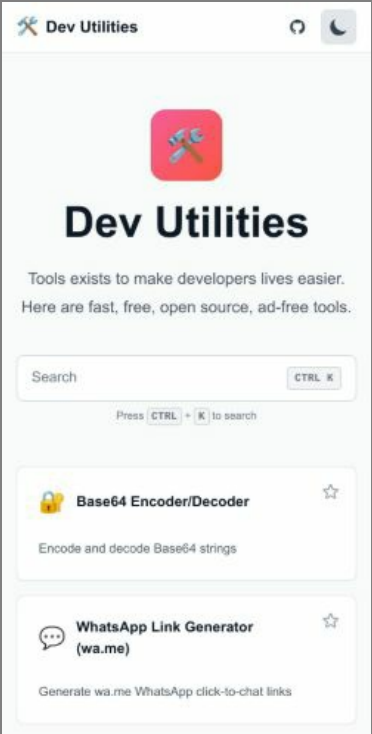 Dev Utilities
Dev Utilities
Tools exists to make developers lives easier.
Here are fast, free, open source, ad-free tools.
Search CTRL K
Press CTRL + K to search
Base64 Encoder/Decoder
Encode and decode Base64 strings
WhatsApp Link Generator
(wa.me)
Generate wa.me WhatsApp click-to-chat links